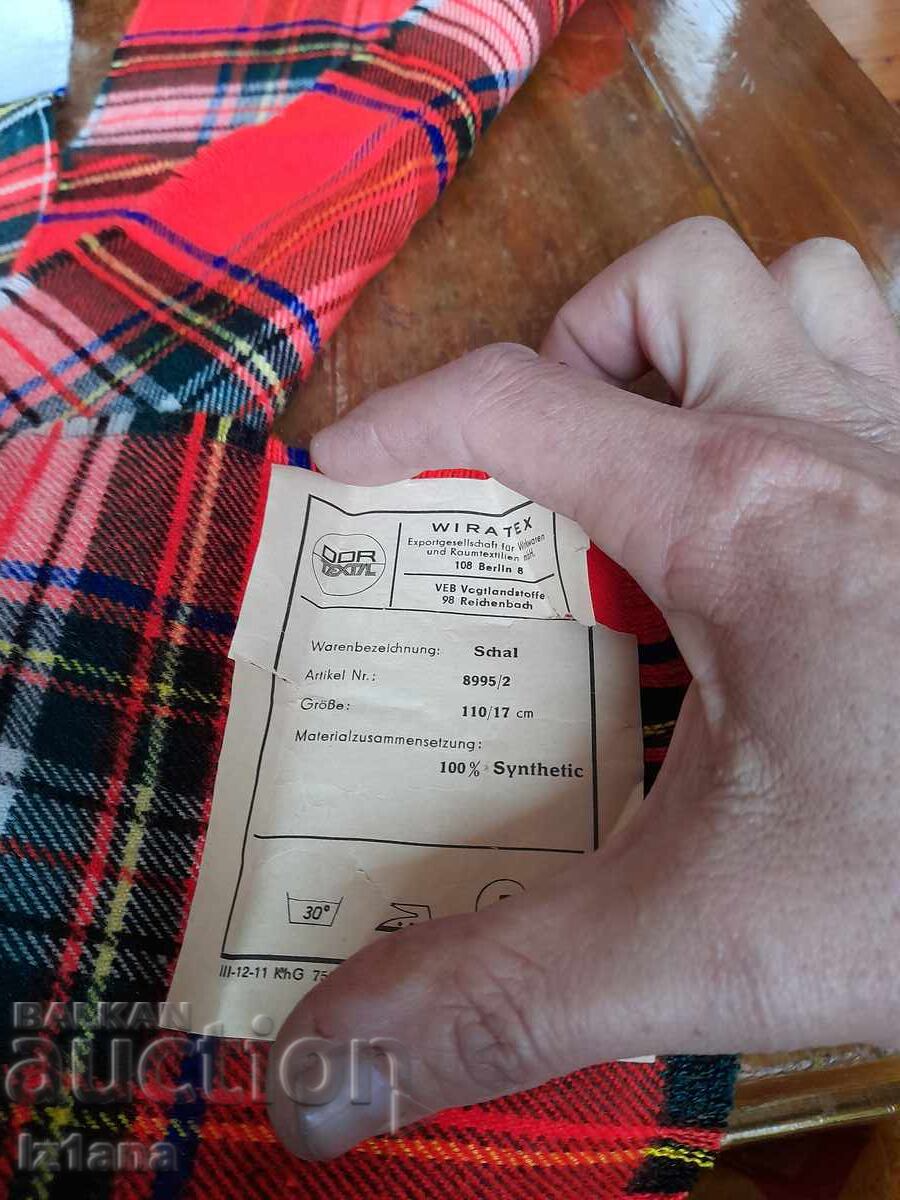 DDR
TEXTIL
WIRATEX
Exportgesellschaft für Wirkwaren
und Raumtextilien mbH.
108 Berlin 8
VEB Vogtlandstoffe
98 Reichenbach
Warenbezeichnung: Schal
Artikel Nr.: 8995/2
Größe: 110/17 cm
Materialzusammensetzung:
100% Synthetic
30°
III-12-11 KhG
BALKAN
auction
Iz1ana